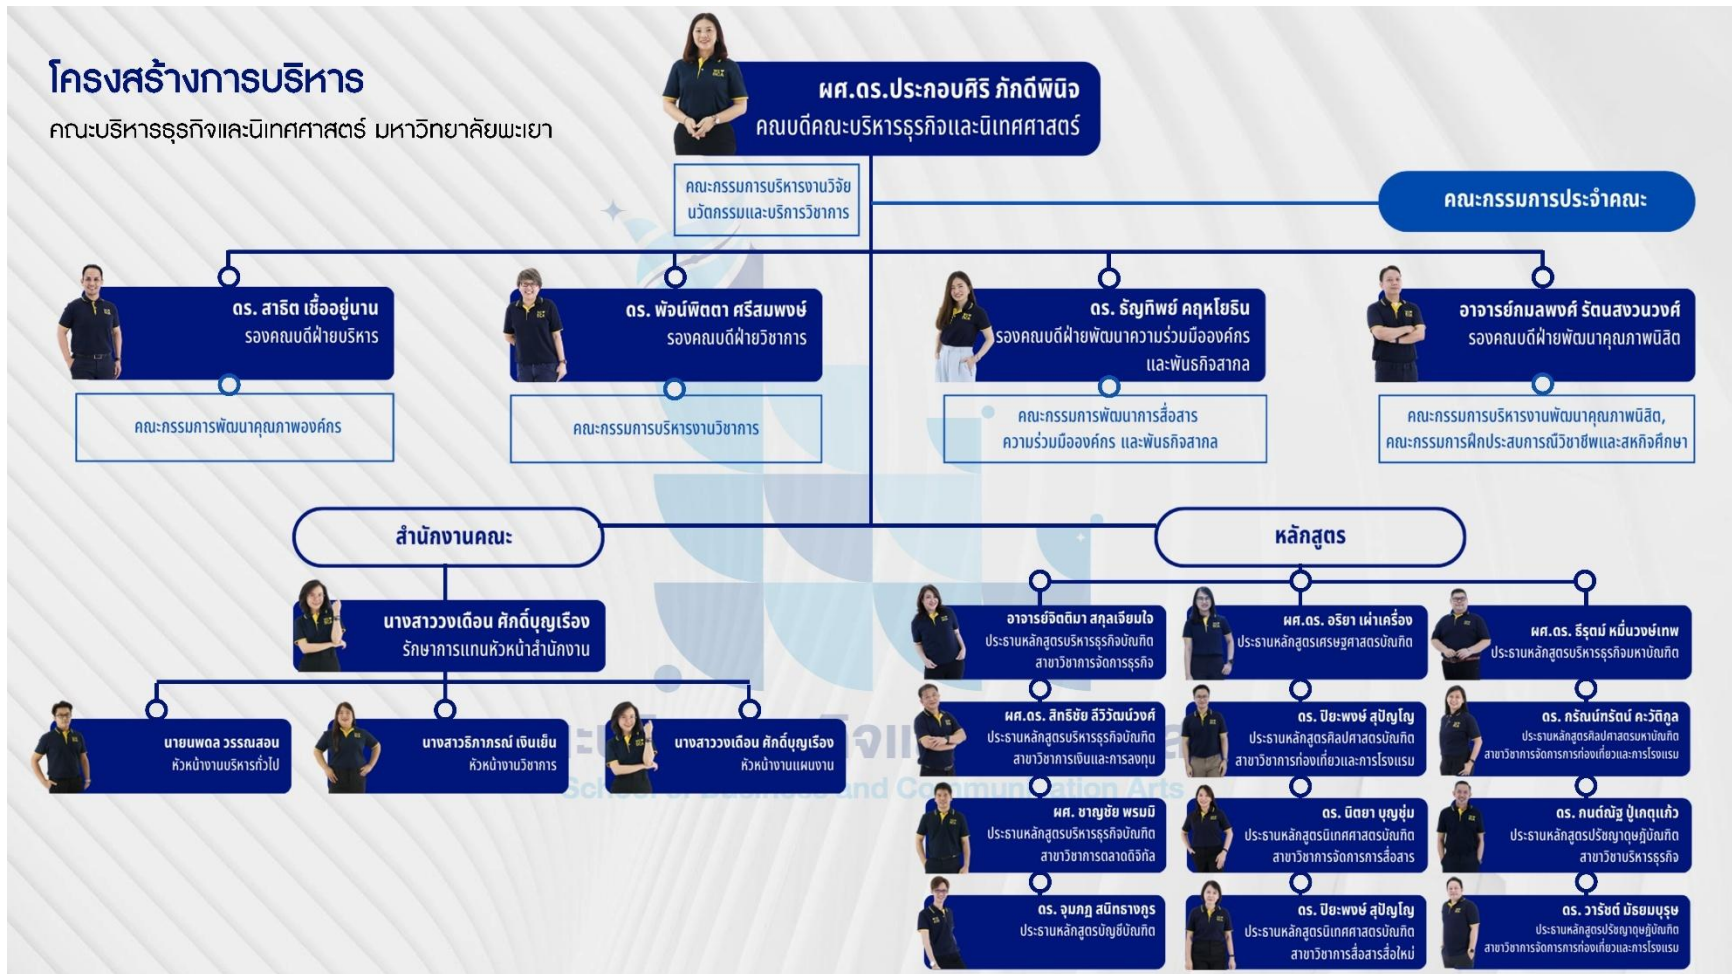 โครงสร้างการบริหาร
คณะบริหารธุรกิจและนิเทศศาสตร์ มหาวิทยาลัยพะเยา
ผศ.ดร.ประกอบศิริ ภักดีพินิจ
คณบดีคณะบริหารธุรกิจและนิเทศศาสตร์
คณะกรรมการบริหารงานวิจัย
นวัตกรรมและบริการวิชาการ
คณะกรรมการประจำคณะ
ดร. สาธิต เชื้ออยู่นาน
รองคณบดีฝ่ายบริหาร
ดร. พัจน์พิตตา ศรีสมพงษ์
รองคณบดีฝ่ายวิชาการ
ดร. ธัญทิพย์ คฤหโยธิน
รองคณบดีฝ่ายพัฒนาความร่วมมือองค์กร
และพันธกิจสากล
อาจารย์กมลพงศ์ รัตนสงวนวงศ์
รองคณบดีฝ่ายพัฒนาคุณภาพนิสิต
คณะกรรมการพัฒนาคุณภาพองค์กร
คณะกรรมการบริหารงานวิชาการ
คณะกรรมการพัฒนาการสื่อสาร
ความร่วมมือองค์กร และพันธกิจสากล
คณะกรรมการบริหารงานพัฒนาคุณภาพนิสิต,
คณะกรรมการฝึกประสบการณ์วิชาชีพและสหกิจศึกษา
สำนักงานคณะ
หลักสูตร
นางสาววงเดือน ศักดิ์บุญเรือง
รักษาการแทนหัวหน้าสำนักงาน
นายนพดล วรรณสอน
หัวหน้างานบริหารทั่วไป
นางสาวธิภาภรณ์ เงินเย็น
หัวหน้างานวิชาการ
นางสาววงเดือน ศักดิ์บุญเรือง
หัวหน้างานแผนงาน
อาจารย์จิตติมา สกุลเจียมใจ
ประธานหลักสูตรบริหารธุรกิจบัณฑิต
สาขาวิชาการจัดการธุรกิจ
ผศ.ดร. อริยา เผ่าเครื่อง
ประธานหลักสูตรเศรษฐศาสตรบัณฑิต
ผศ.ดร. ธีรุตม์ หมื่นวงษ์เทพ
ประธานหลักสูตรบริหารธุรกิจมหาบัณฑิต
ผศ.ดร. สิทธิชัย ลีวิวัฒน์วงศ์
ประธานหลักสูตรบริหารธุรกิจบัณฑิต
สาขาวิชาการเงินและการลงทุน
ดร. ปิยะพงษ์ สุปัญโญ
ประธานหลักสูตรศิลปศาสตรบัณฑิต
สาขาวิชาการท่องเที่ยวและการโรงแรม
ดร. กรัณน์ทรัตน์ คะวัติกูล
ประธานหลักสูตรศิลปศาสตรมหาบัณฑิต
สาขาวิชาการจัดการการท่องเที่ยวและการโรงแรม
ผศ. ชาญชัย พรมมิ
ประธานหลักสูตรบริหารธุรกิจบัณฑิต
สาขาวิชาการตลาดดิจิทัล
ดร. นิตยา บุญชุ่ม
ประธานหลักสูตรนิเทศศาสตรบัณฑิต
สาขาวิชาการจัดการการสื่อสาร
ดร. กนต์ณัฐ ปู่เกตุแก้ว
ประธานหลักสูตรปรัชญาดุษฎีบัณฑิต
สาขาวิชาบริหารธุรกิจ
ดร. จุมภฏ สนิทธางกูร
ประธานหลักสูตรบัญชีบัณฑิต
ดร. ปิยะพงษ์ สุปัญโญ
ประธานหลักสูตรนิเทศศาสตรบัณฑิต
สาขาวิชาการสื่อสารสื่อใหม่
ดร. วารัชต์ มัธยมบุรุษ
ประธานหลักสูตรปรัชญาดุษฎีบัณฑิต
สาขาวิชาการจัดการการท่องเที่ยวและการโรงแรม